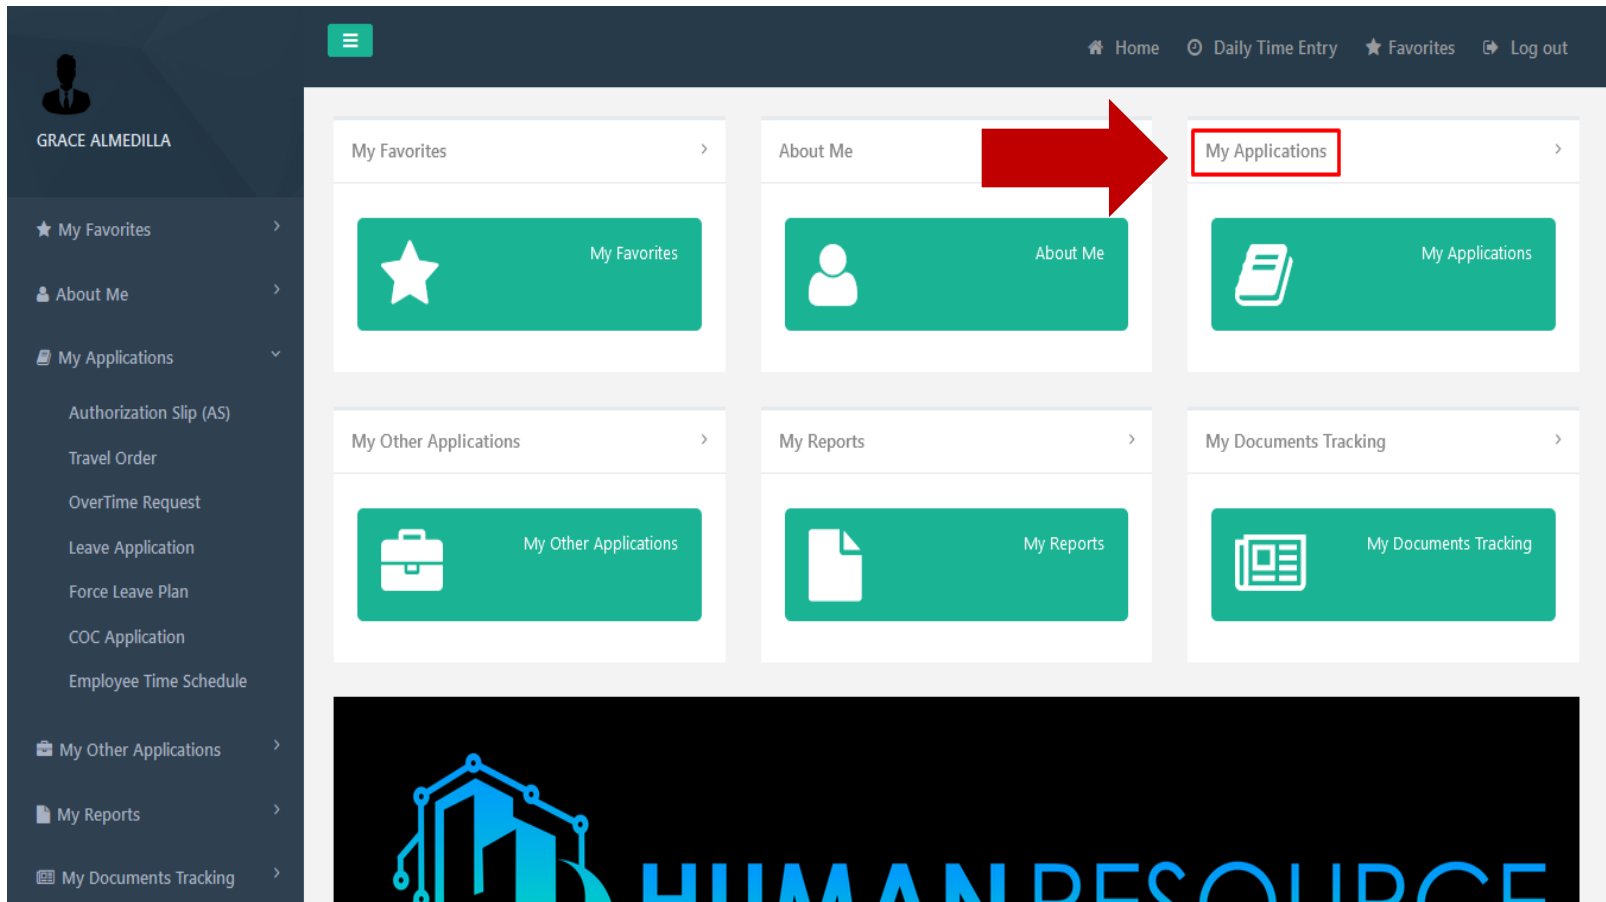 Home
Daily Time Entry
Favorites
Log out
GRACE ALMEDILLA
My Favorites
About Me
My Applications
Authorization Slip (AS)
Travel Order
OverTime Request
Leave Application
Force Leave Plan
COC Application
Employee Time Schedule
My Other Applications
My Reports
My Documents Tracking
My Favorites
My Favorites
About Me
About Me
My Applications
My Applications
My Other Applications
My Other Applications
My Reports
My Reports
My Documents Tracking
My Documents Tracking
HUMAN RESOURCE